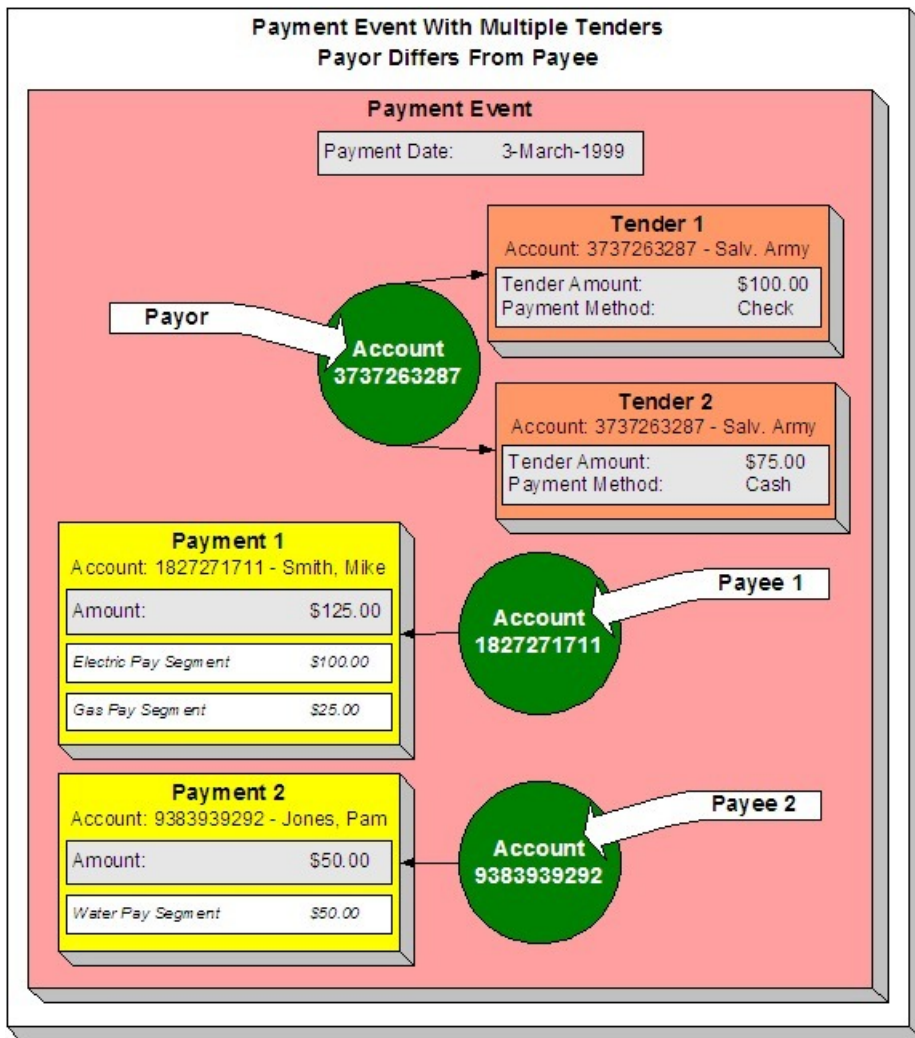 Payment Event With Multiple Tenders
Payor Differs From Payee
Payment Event
Payment Date: 3-March-1999
Tender 1
Account: 3737263287 - Salv. Army
Tender Amount: $100.00
Payment Method: Check
Payor
Account
3737263287
Tender 2
Account: 3737263287 - Salv. Army
Tender Amount: $75.00
Payment Method: Cash
Payment 1
Account: 1827271711 - Smith, Mike
Amount: $125.00
Electric Pay Segment $100.00
Gas Pay Segment $25.00
Payee 1
Account
1827271711
Payment 2
Account: 9383939292 - Jones, Pam
Amount: $50.00
Water Pay Segment $50.00
Payee 2
Account
9383939292